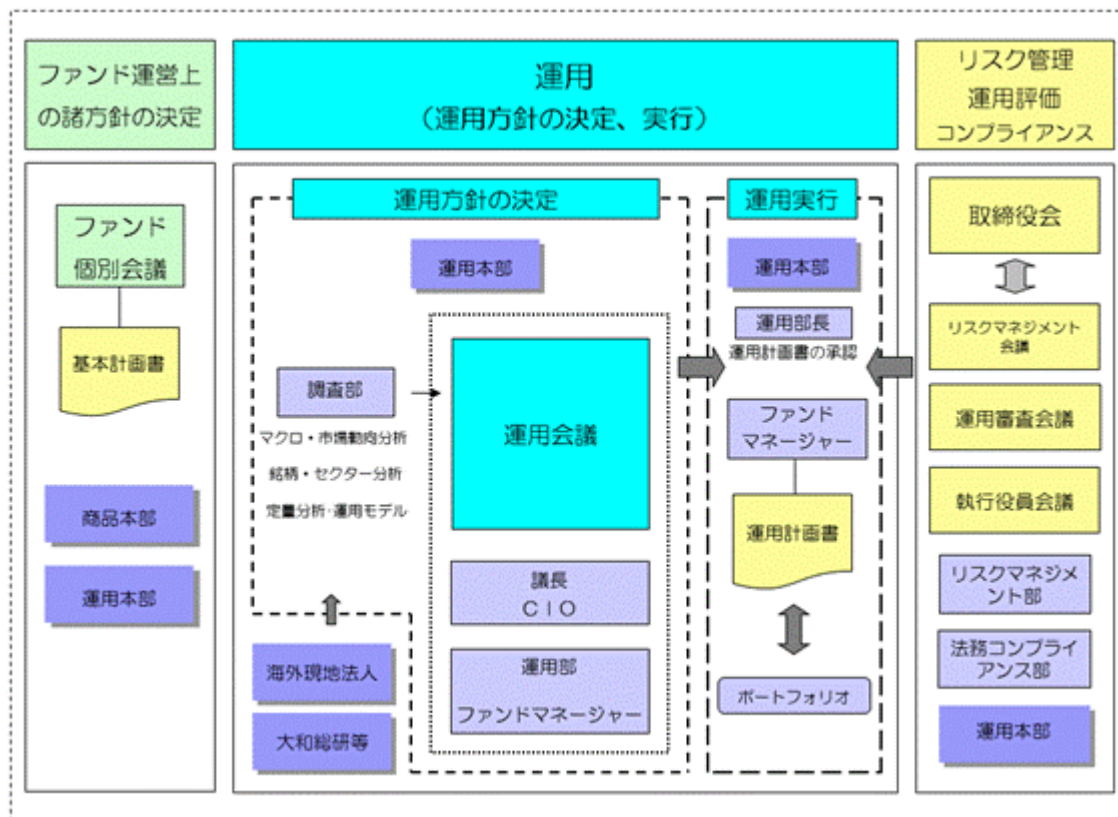 ファンド運営上
の諸方針の決定
運用
（運用方針の決定、実行）
リスク管理
運用評価
コンプライアンス
ファンド
個別会議
基本計画書
商品本部
運用本部
運用方針の決定
運用本部
調査部
マクロ・市場動向分析
銘柄・セクター分析
定量分析・運用モデル
運用会議
議長
ＣＩＯ
運用部
ファンドマネージャー
海外現地法人
大和総研等
運用実行
運用本部
運用部長
運用計画書の承認
ファンド
マネージャー
運用計画書
ポートフォリオ
取締役会
リスクマネジメント
会議
運用審査会議
執行役員会議
リスクマネジメ
ント部
法務コンプライ
アンス部
運用本部